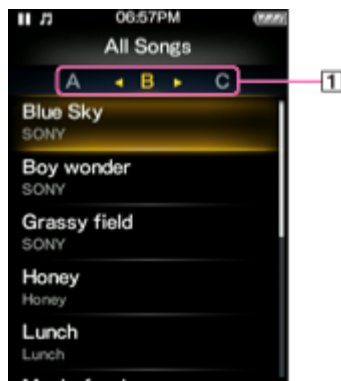 06:57PM
All Songs
A ◄ B ► C
1
Blue Sky
SONY
Boy wonder
SONY
Grassy field
SONY
Honey
Honey
Lunch
Lunch